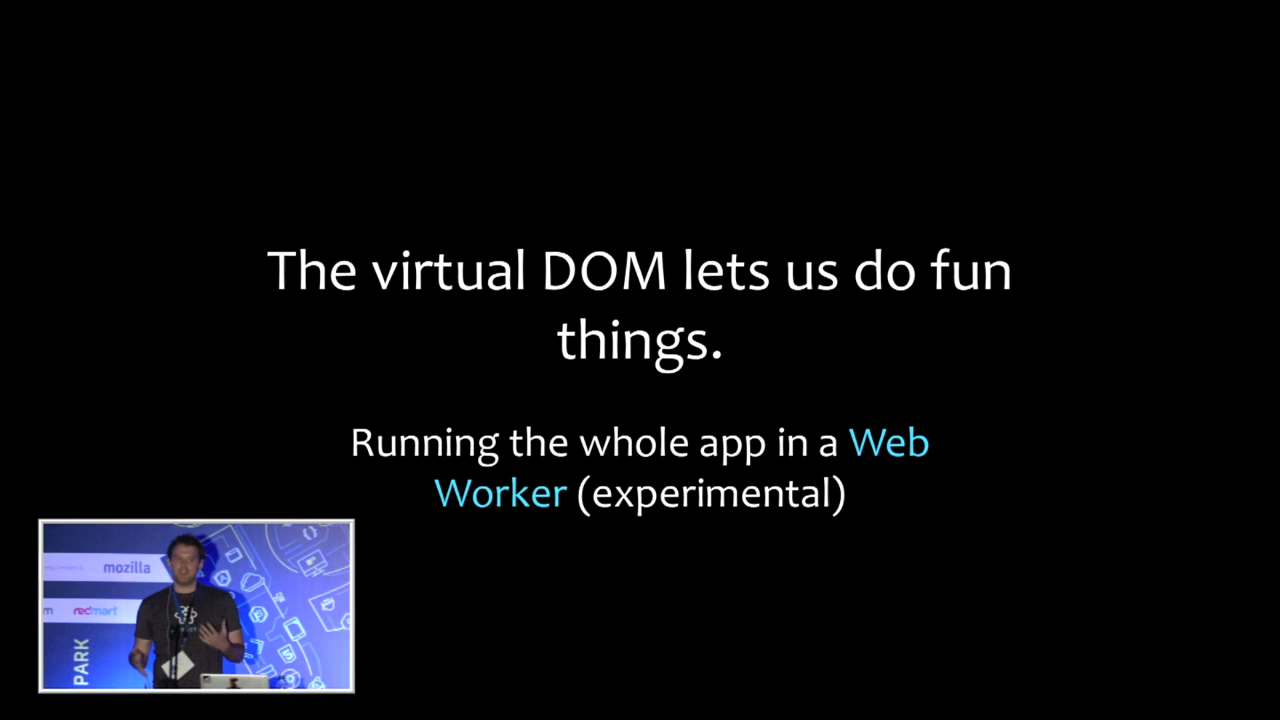 The virtual DOM lets us do fun
things.
Running the whole app in a Web
Worker (experimental)
mozilla
redmart
PARK